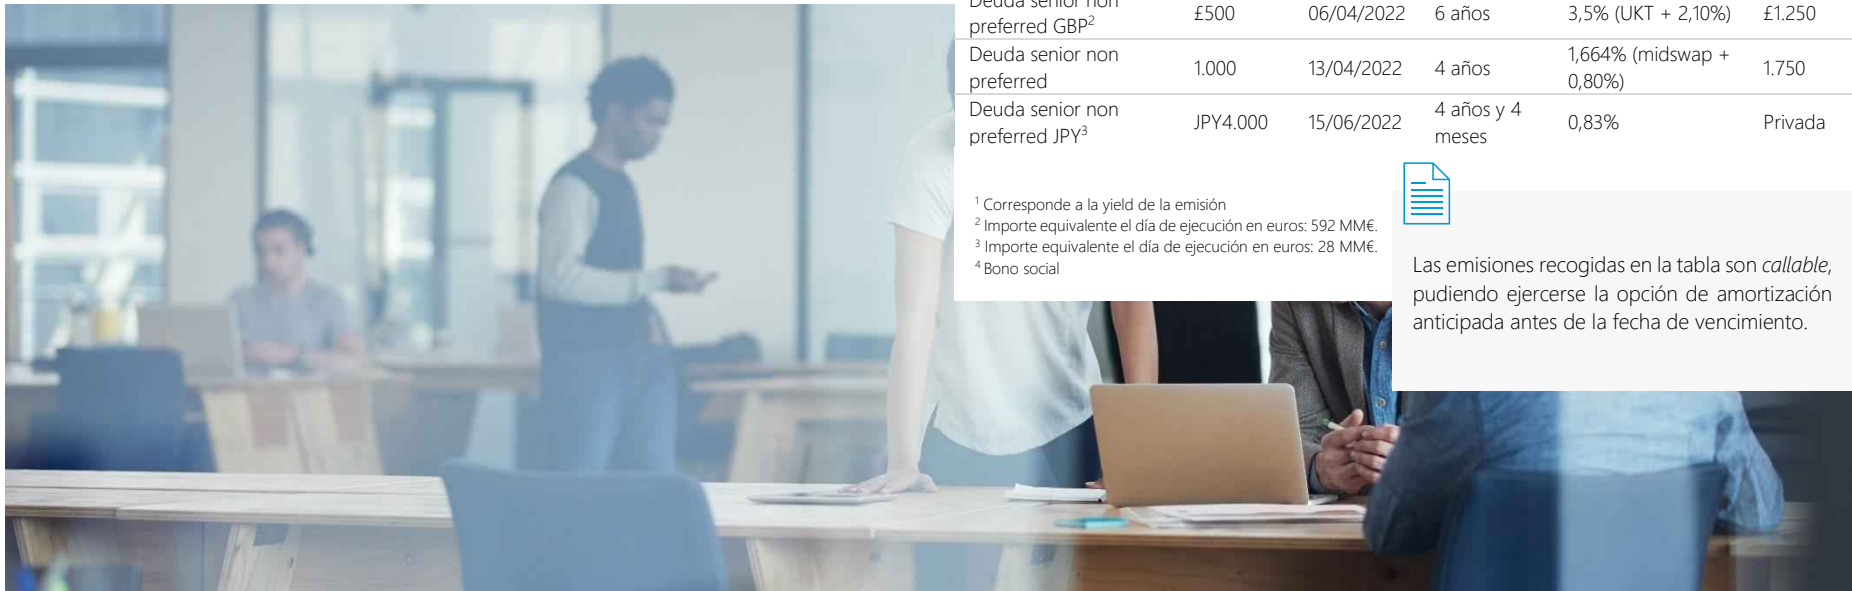 Deuda senior non
preferred GBP² £500 06/04/2022 6 años 3,5% (UKT + 2,10%) £1.250
Deuda senior non
preferred 1.000 13/04/2022 4 años 1,664% (midswap +
0,80%) 1.750
Deuda senior non
preferred JPY³ JPY4.000 15/06/2022 4 años y 4
meses 0,83% Privada
¹ Corresponde a la yield de la emisión
² Importe equivalente el día de ejecución en euros: 592 MM€.
³ Importe equivalente el día de ejecución en euros: 28 MM€.
⁴ Bono social
Las emisiones recogidas en la tabla son callable,
pudiendo ejercerse la opción de amortización
anticipada antes de la fecha de vencimiento.